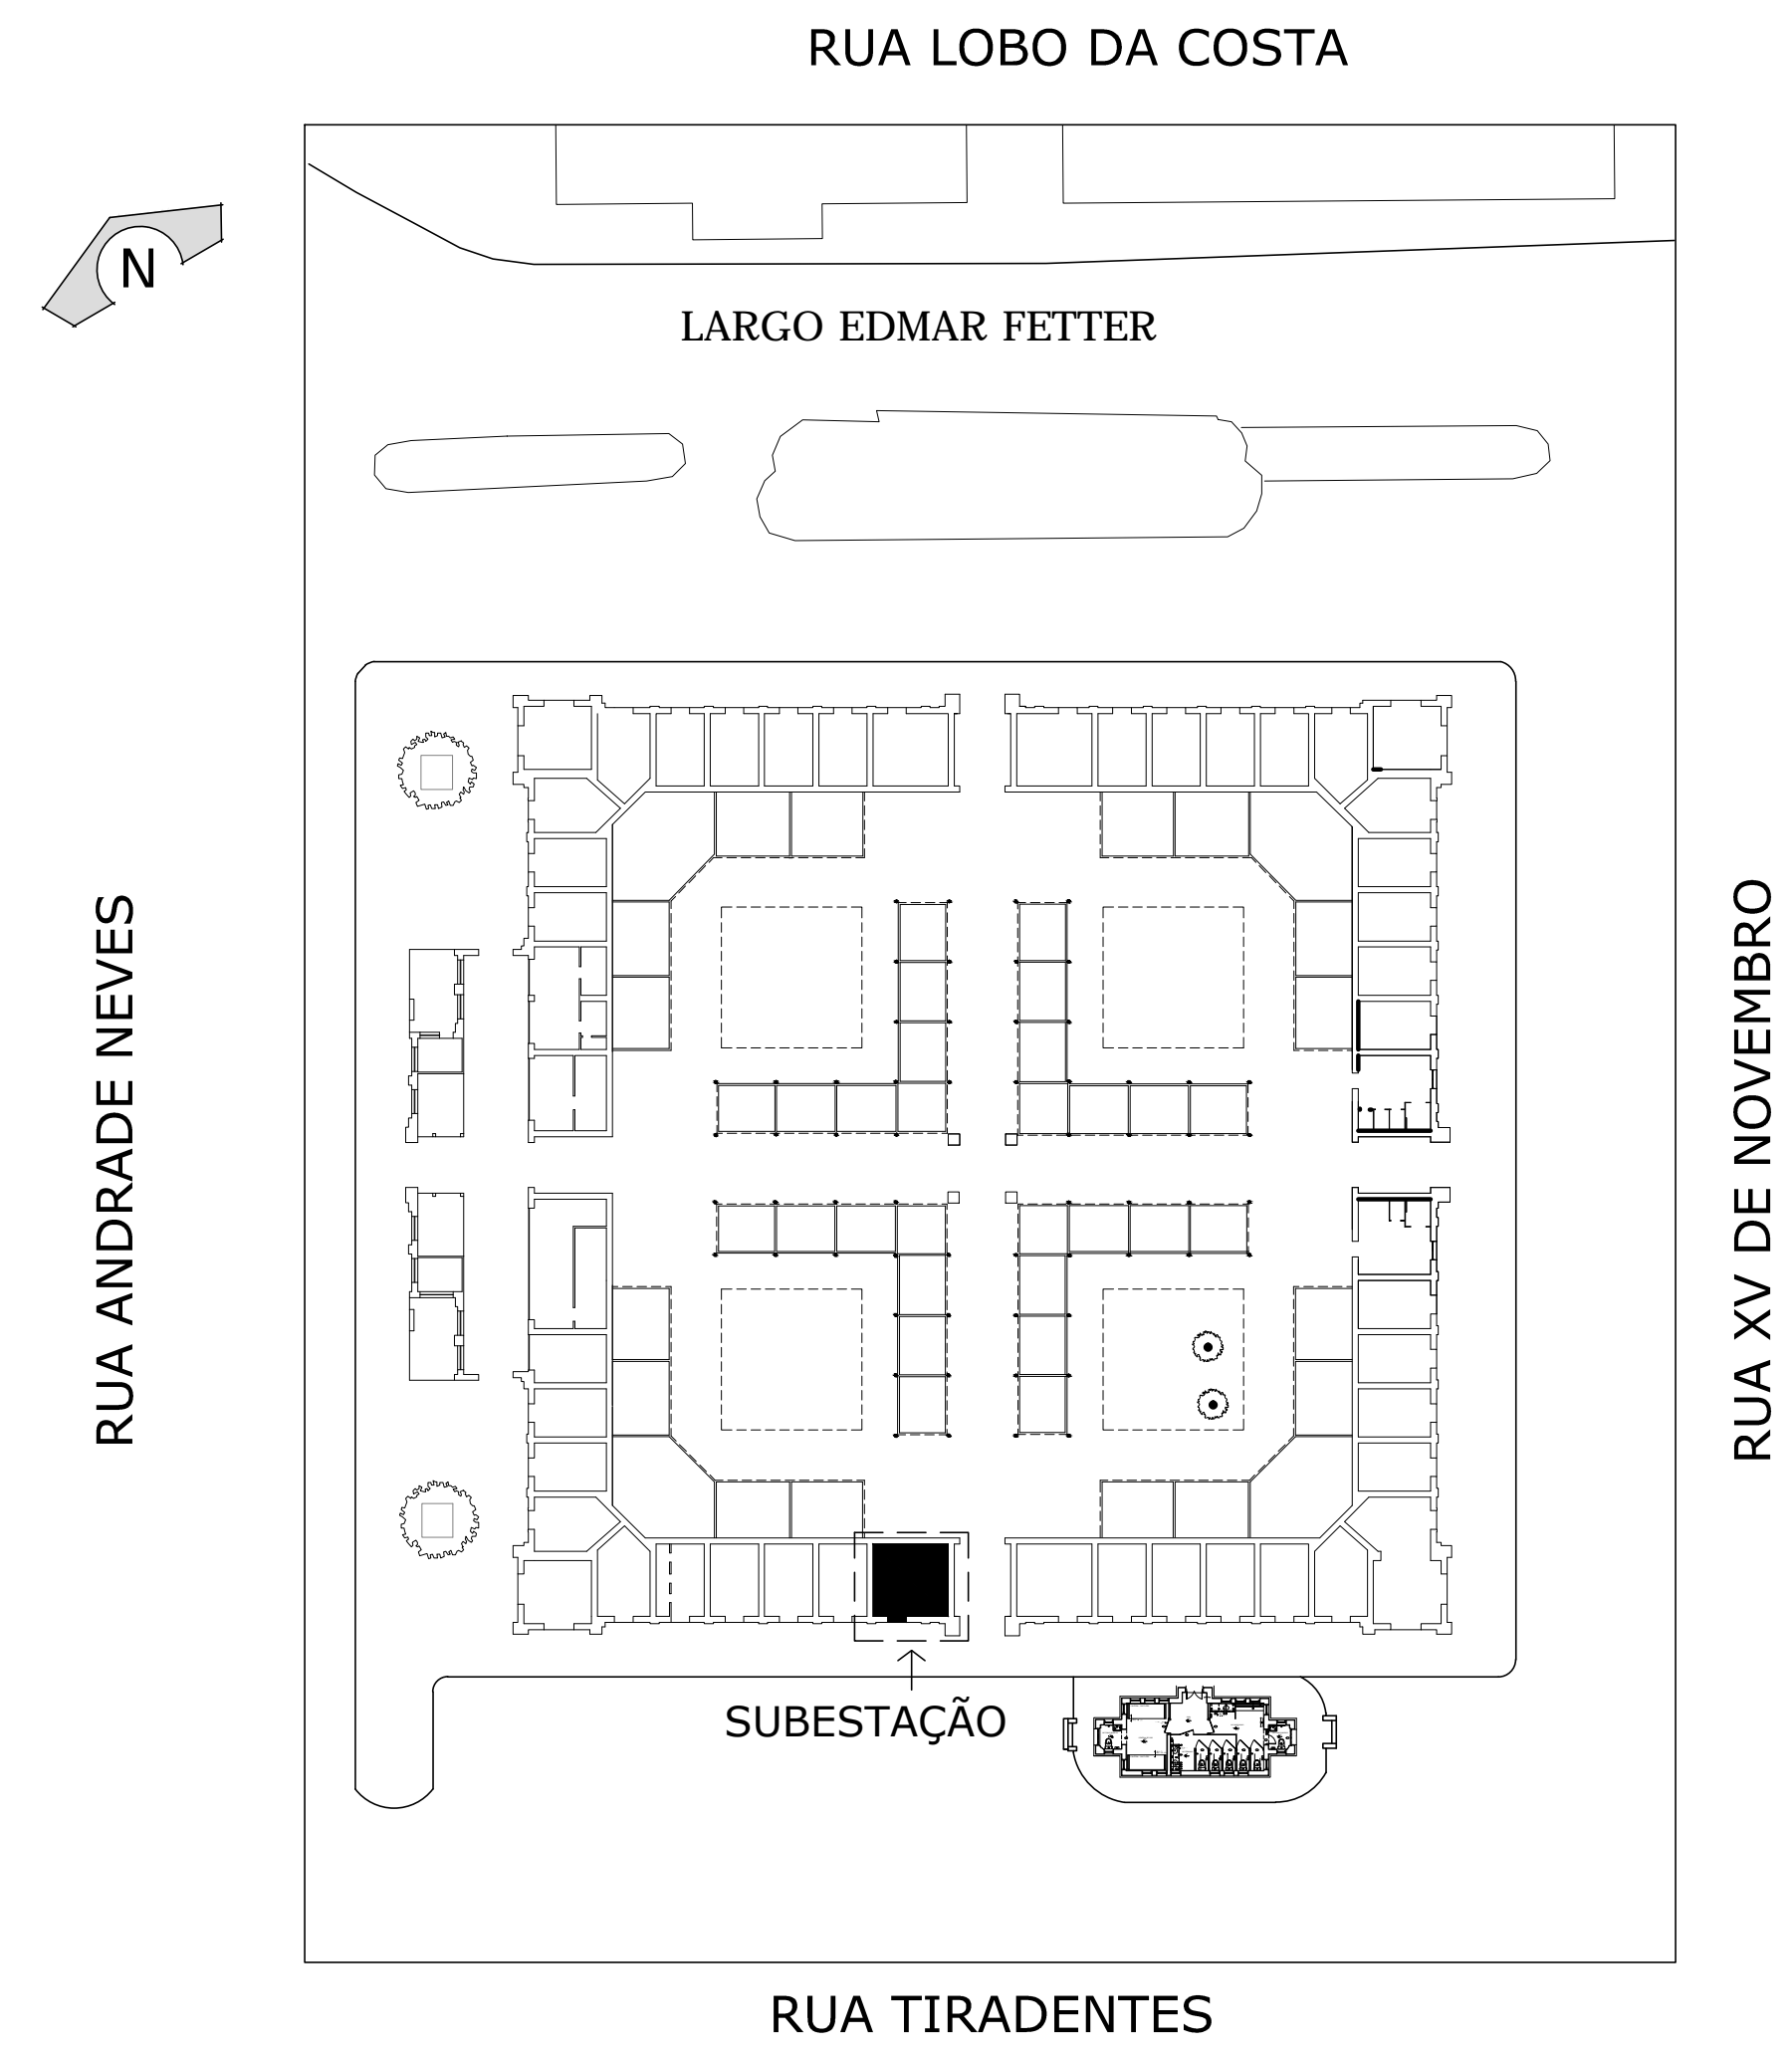 RUA LOBO DA COSTA
N
LARGO EDMAR FETTER
RUA ANDRADE NEVES
RUA XV DE NOVEMBRO
SUBESTAÇÃO
RUA TIRADENTES